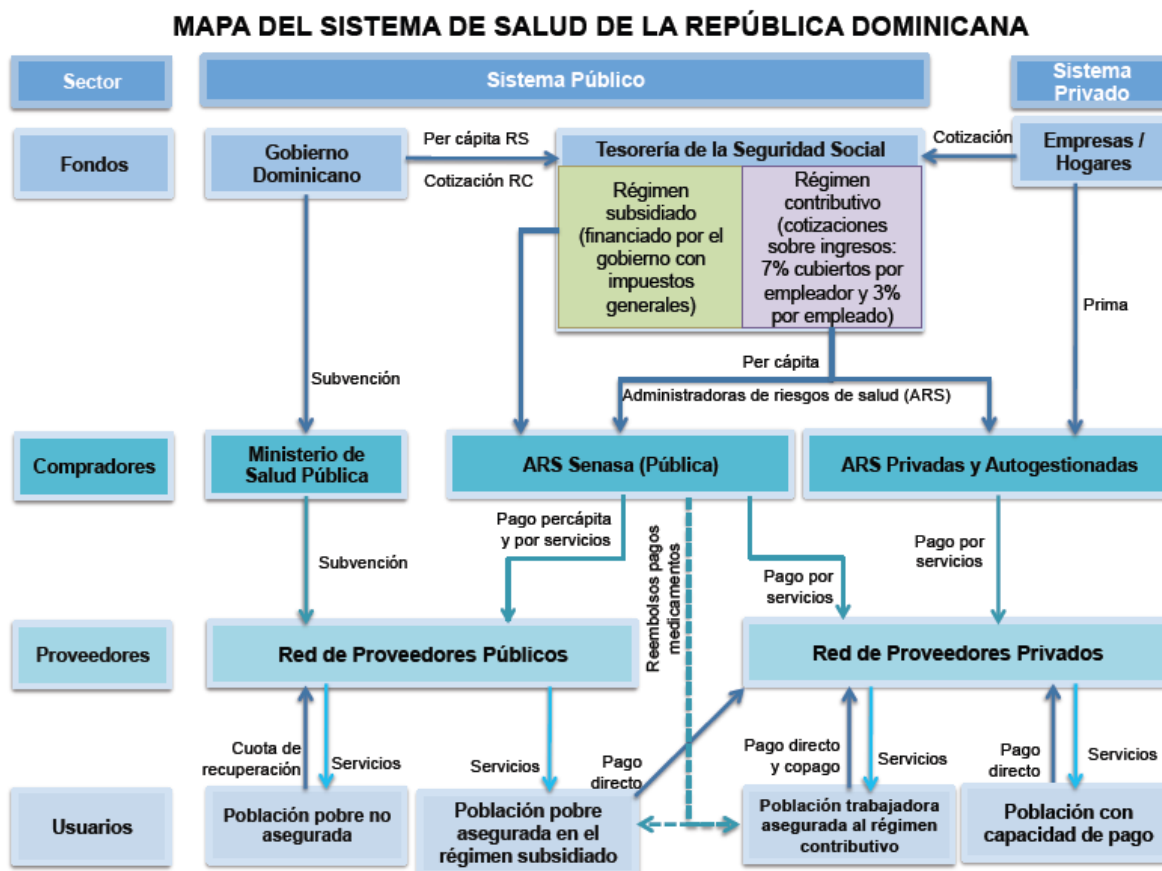 MAPA DEL SISTEMA DE SALUD DE LA REPÚBLICA DOMINICANA
Sector
Sistema Público
Sistema
Privado
Fondos
Gobierno
Dominicano
Per cápita RS
Cotización RC
Tesorería de la Seguridad Social
Régimen
subsidiado
(financiado por el
gobierno con
impuestos
generales)
Régimen
contributivo
(cotizaciones
sobre ingresos:
7% cubiertos por
empleador y 3%
por empleado)
Cotización
Empresas /
Hogares
Subvención
Per cápita
Administradoras de riesgos de salud (ARS)
Prima
Compradores
Ministerio de
Salud Pública
ARS Senasa (Pública)
ARS Privadas y Autogestionadas
Subvención
Pago percápita
y por servicios
Reembolsos pagos
medicamentos
Pago por
servicios
Pago por
servicios
Proveedores
Red de Proveedores Públicos
Red de Proveedores Privados
Cuota de
recuperación
Servicios
Servicios
Pago
directo
Pago directo
y copago
Servicios
Pago
directo
Servicios
Usuarios
Población pobre no
asegurada
Población pobre
asegurada en el
régimen subsidiado
Población trabajadora
asegurada al régimen
contributivo
Población con
capacidad de pago